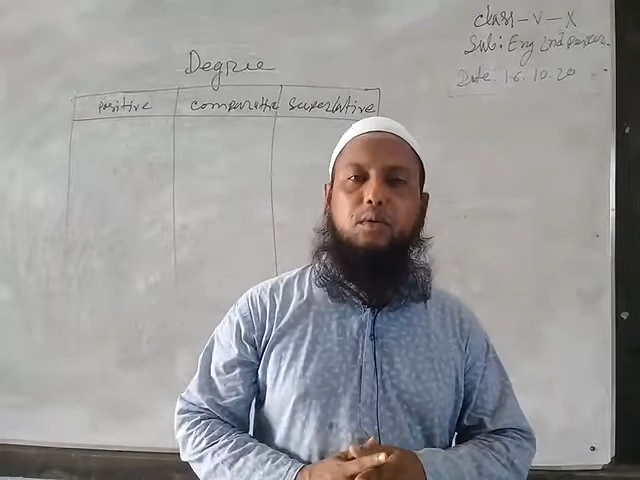 class - V - X
Sub: Eng 2nd paper.
Date: 16.10.20
Degree
positive comparative superlative